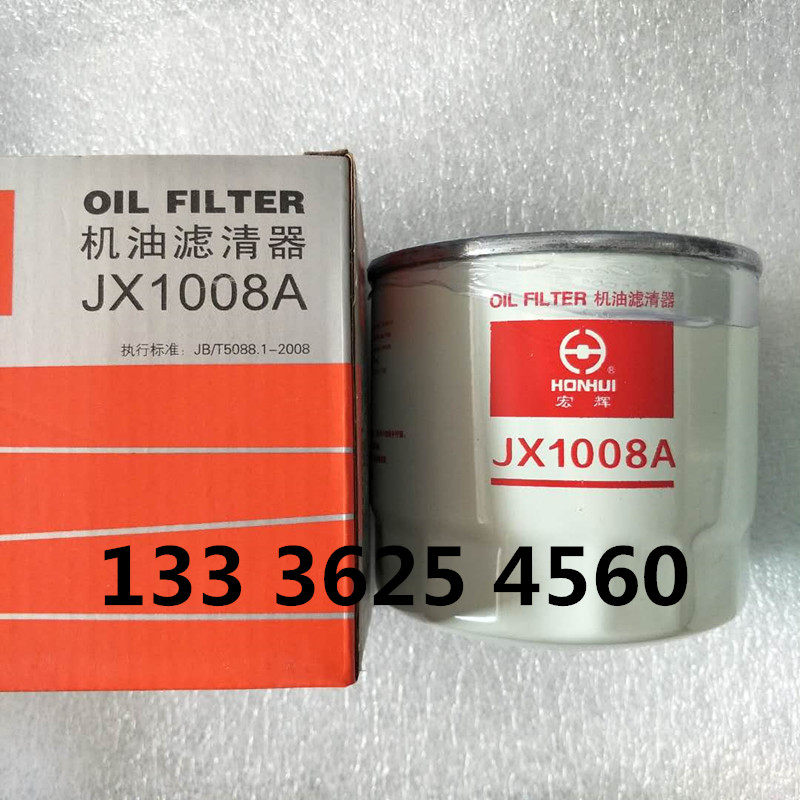 OIL FILTER
机油滤清器
JX1008A
执行标准：JB/T5088.1-2008
OIL FILTER 机油滤清器
HONHUI®
宏辉
JX1008A
133 3625 4560